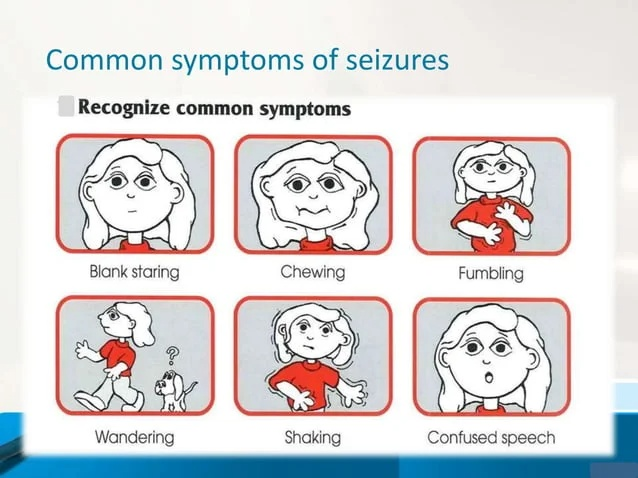 Common symptoms of seizures
Recognize common symptoms
Blank staring
Chewing
Fumbling
?
Wandering
Shaking
Confused speech